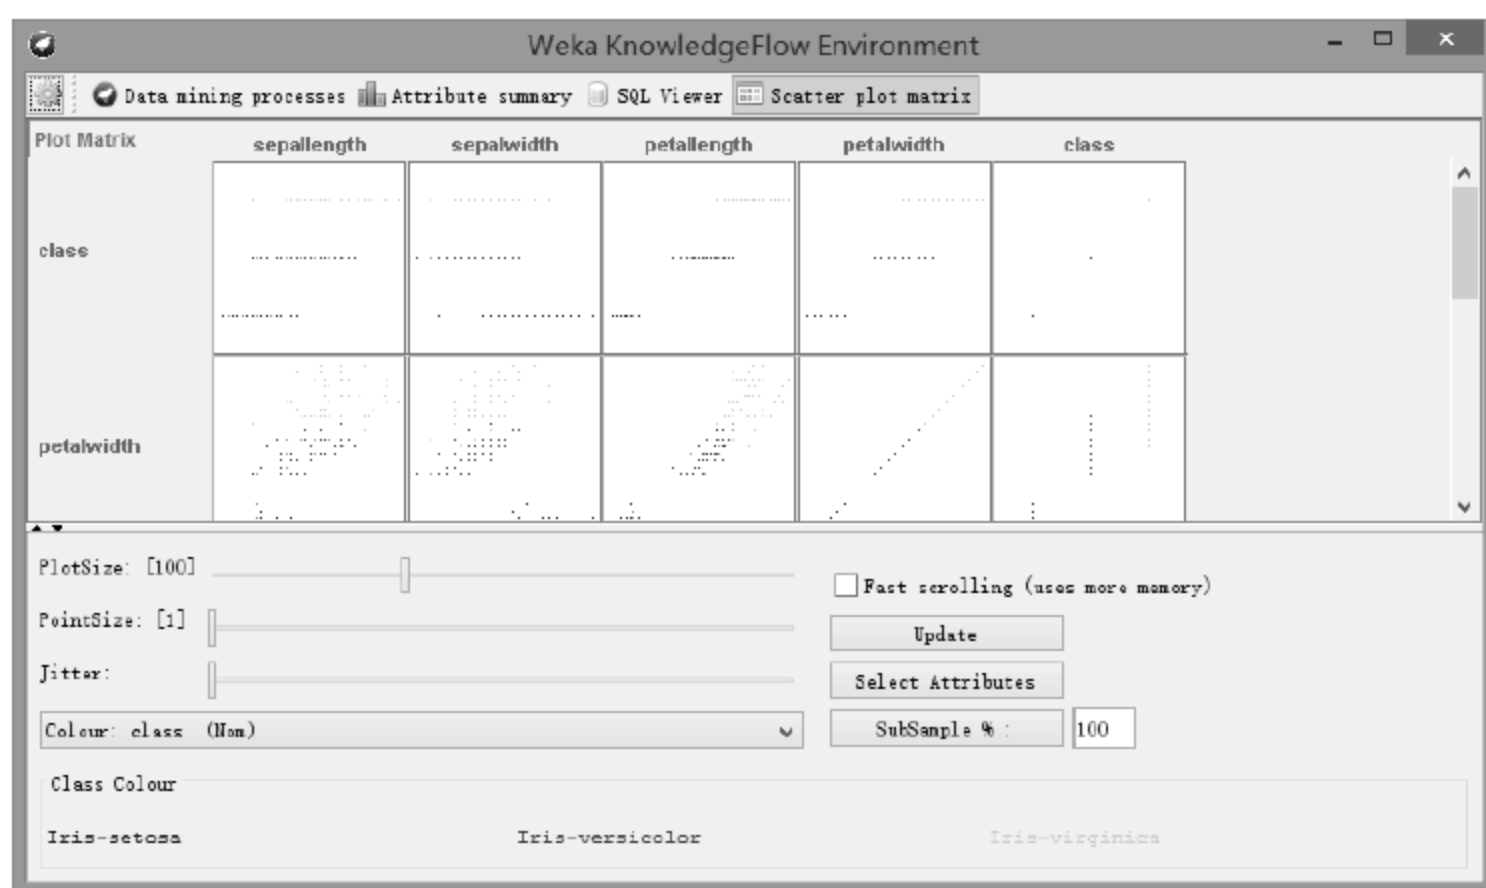 Weka KnowledgeFlow Environment
Data mining processes Attribute summary SQL Viewer Scatter plot matrix
Plot Matrix
sepallength sepalwidth petallength petalwidth class
class
petalwidth
PlotSize: [100]
Fast scrolling (uses more memory)
PointSize: [1]
Update
Jitter:
Select Attributes
Colour: class (Nom)
SubSample % : 100
Class Colour
Iris-setosa Iris-versicolor Iris-virginica